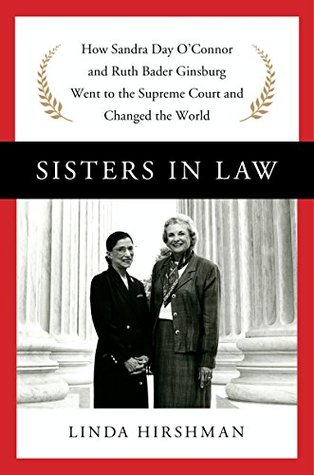 How Sandra Day O'Connor
and Ruth Bader Ginsburg
Went to the Supreme Court and
Changed the World
SISTERS IN LAW
LINDA HIRSHMAN